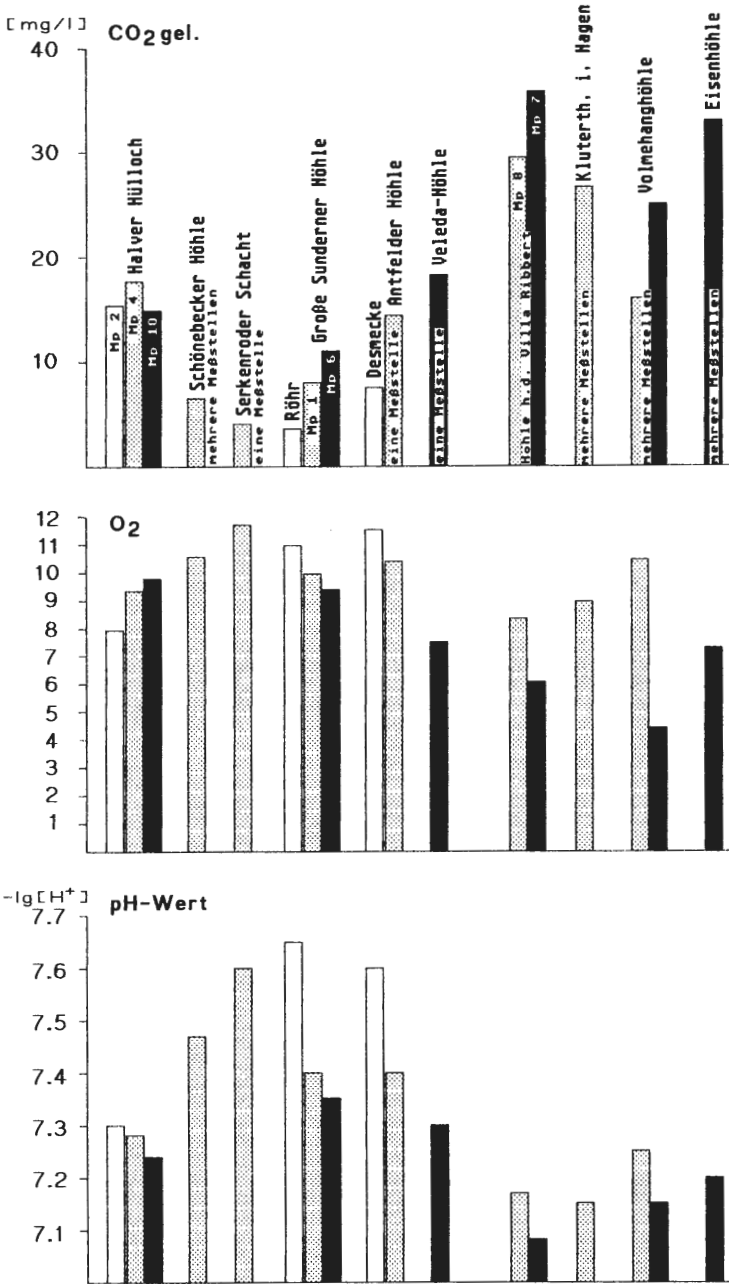 [mg/l]
CO2 gel.
40
30
20
10
Mp 2
Mp 4
Halver Hülloch
Mp 10
Schönebecker Höhle
mehrere Meßstellen
Serkenroder Schacht
eine Meßstelle
Röhr
Mp 1
Große Sunderner Höhle
Mp 6
Desmecke
Antfelder Höhle
eine Meßstelle
Veleda-Höhle
eine Meßstelle
Höhle h.d. Villa Ribbert
Mp 8
Mp 7
Kluterth. i. Hagen
mehrere Meßstellen
Volmehanghöhle
mehrere Meßstellen
Eisenhöhle
mehrere Meßstellen
O2
12
11
10
9
8
7
6
5
4
3
2
1
-lg[H+]
pH-Wert
7.7
7.6
7.5
7.4
7.3
7.2
7.1